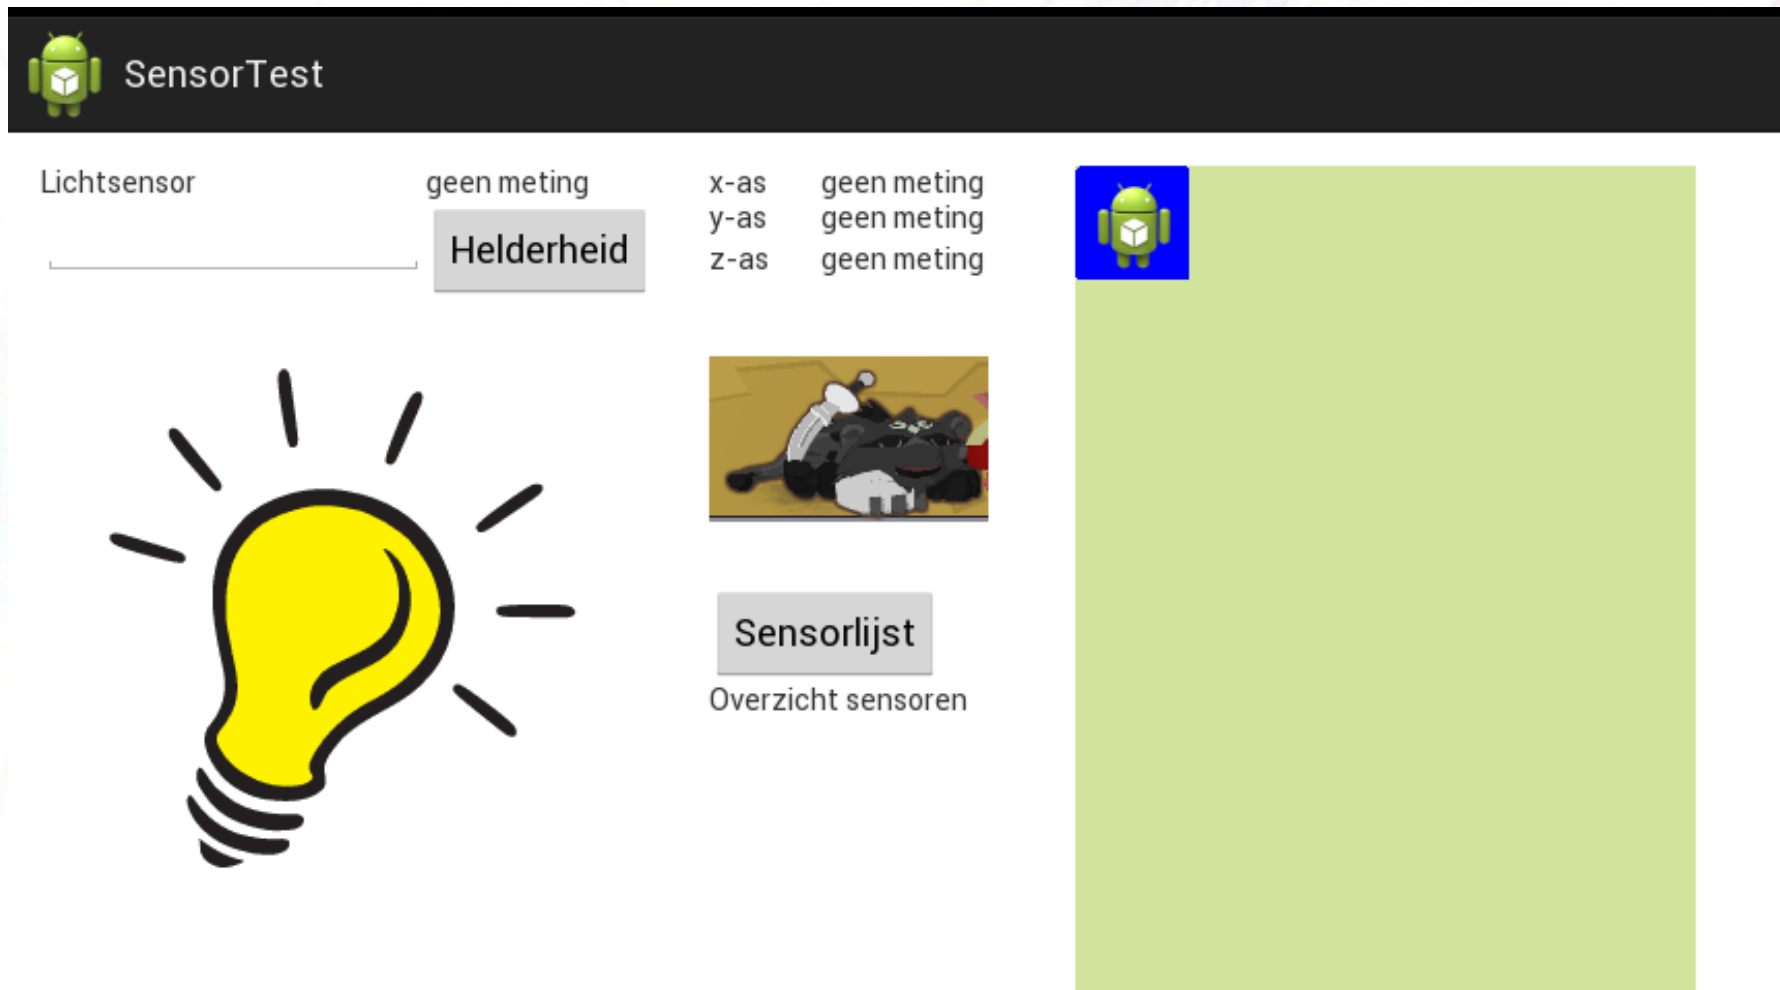 SensorTest
Lichtsensor
geen meting
Helderheid
x-as geen meting
y-as geen meting
z-as geen meting
Sensorlijst
Overzicht sensoren